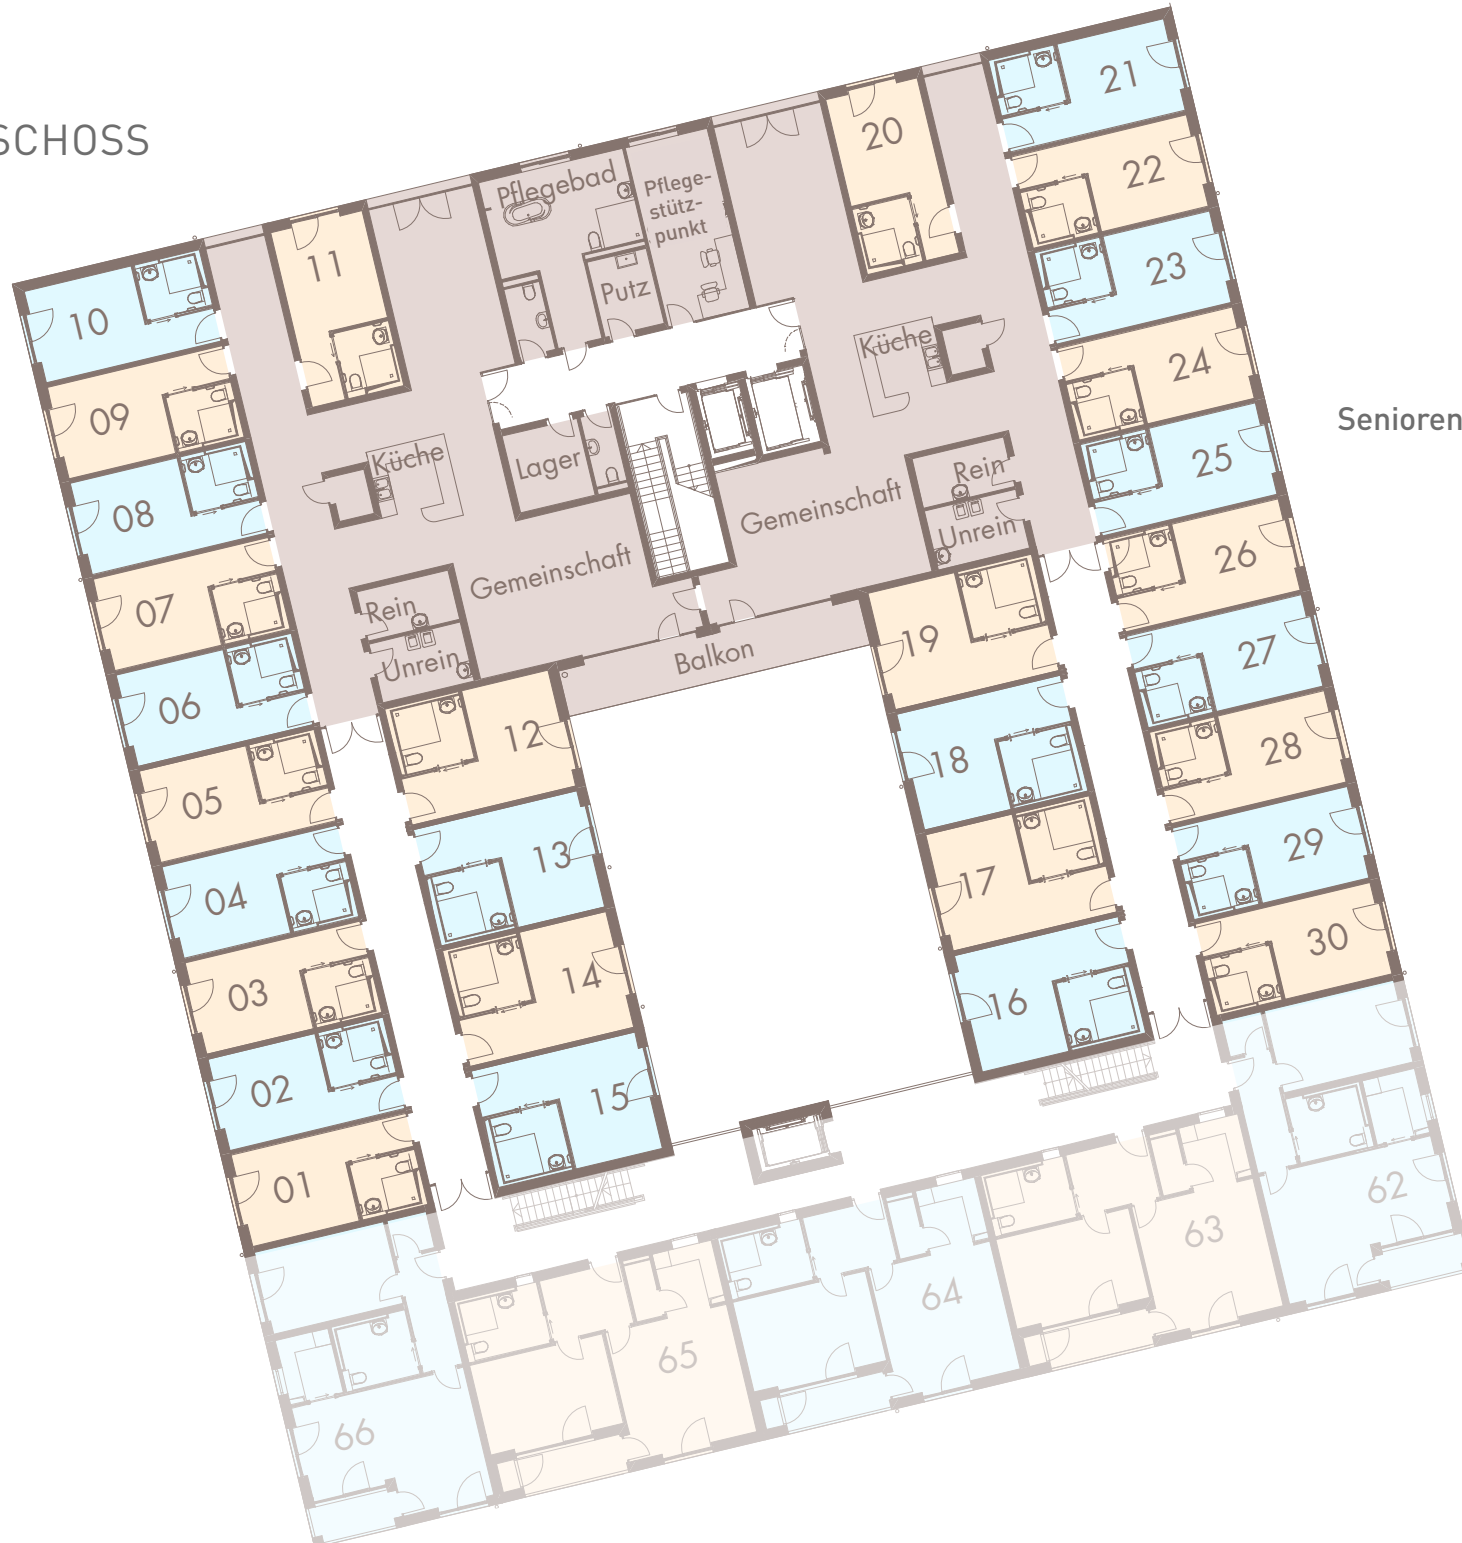 SCHOSS
21
20
22
Pflegebad
Pflege-
stütz-
punkt
11
23
10
Putz
24
09
Küche
Senioren
08
Küche
Lager
Rein
25
Gemeinschaft
Unrein
26
07
Rein
Gemeinschaft
19
27
06
Unrein
Balkon
12
18
28
05
13
29
04
17
14
30
03
16
02
15
01
62
63
64
65
66